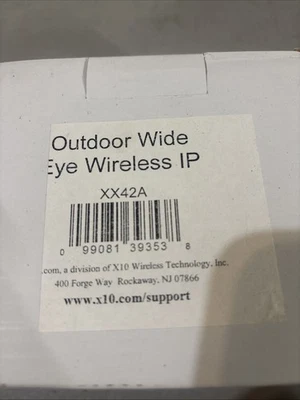 Outdoor Wide
Eye Wireless IP
XX42A
0 99081 39353 8
.com, a division of X10 Wireless Technology, Inc.
400 Forge Way Rockaway, NJ 07866
www.x10.com/support